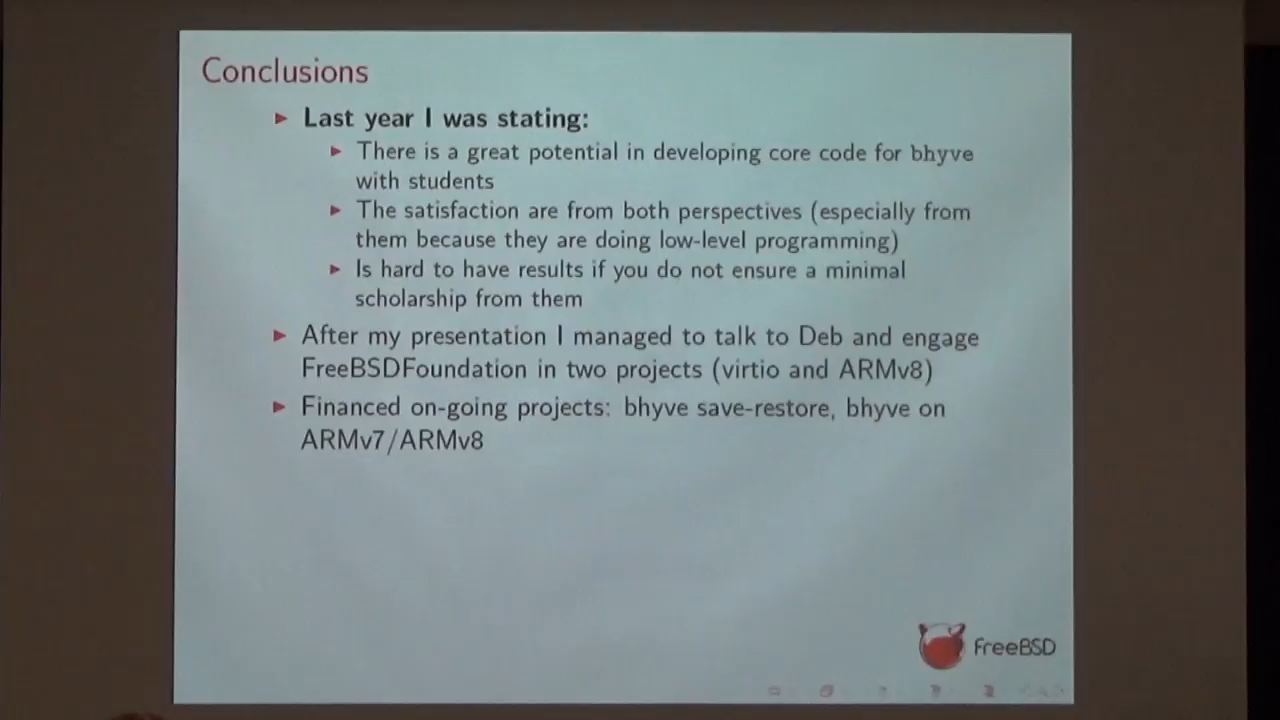 Conclusions
Last year I was stating:
There is a great potential in developing core code for bhyve
with students
The satisfaction are from both perspectives (especially from
them because they are doing low-level programming)
Is hard to have results if you do not ensure a minimal
scholarship from them
After my presentation I managed to talk to Deb and engage
FreeBSDFoundation in two projects (virtio and ARMv8)
Financed on-going projects: bhyve save-restore, bhyve on
ARMv7/ARMv8
FreeBSD